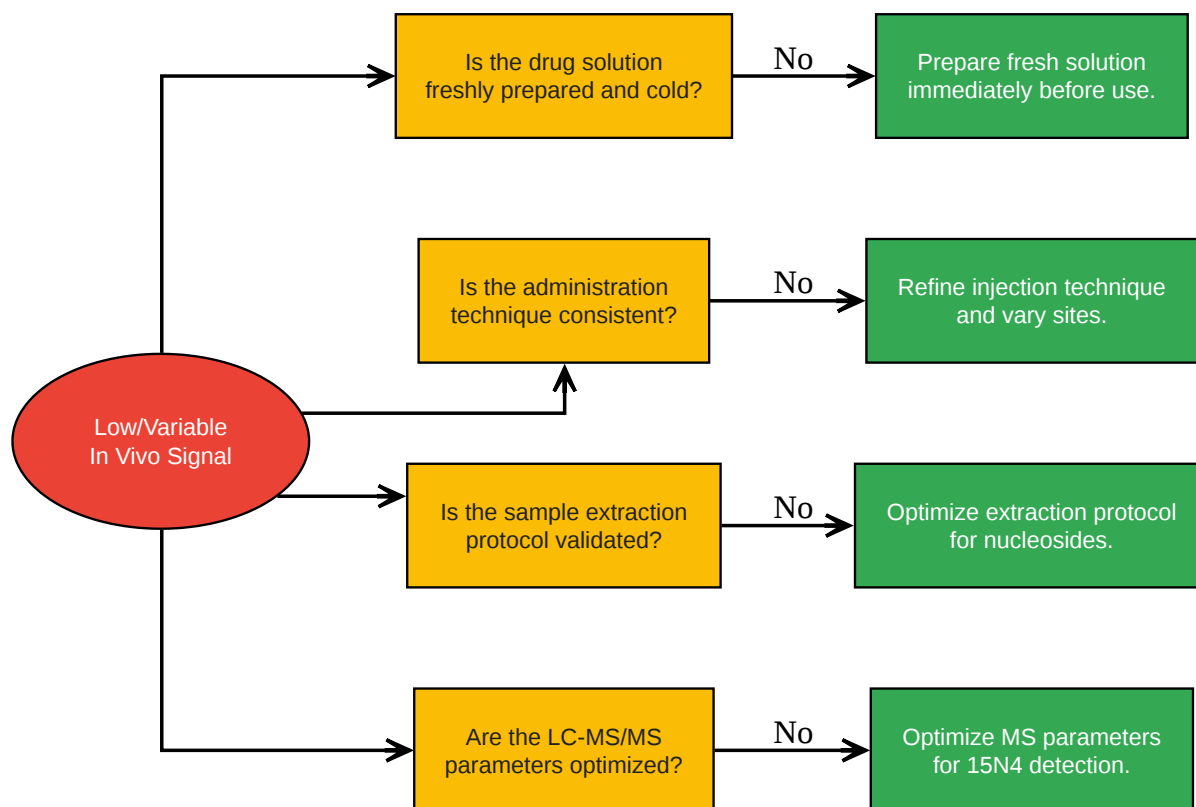 Is the drug solution
freshly prepared and cold?
No
Prepare fresh solution
immediately before use.
Is the administration
technique consistent?
No
Refine injection technique
and vary sites.
Low/Variable
In Vivo Signal
Is the sample extraction
protocol validated?
No
Optimize extraction protocol
for nucleosides.
Are the LC-MS/MS
parameters optimized?
No
Optimize MS parameters
for 15N4 detection.